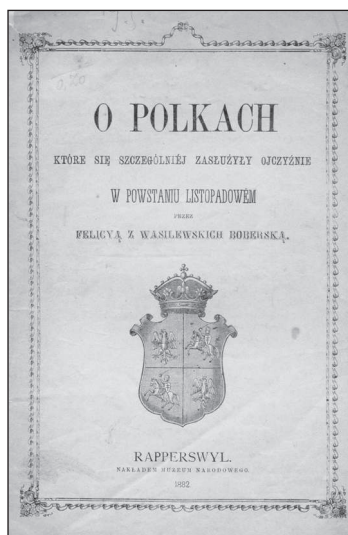 O POLKACH
KTÓRE SIĘ SZCZEGÓLNIÉJ ZASŁUŻYŁY OJCZYŹNIE
W POWSTANIU LISTOPADOWÉM
PRZEZ
FELICYĄ Z WASILEWSKICH BOBERSKĄ.
RAPPERSWYL.
NAKŁADEM MUZEUM NARODOWEGO.
1882